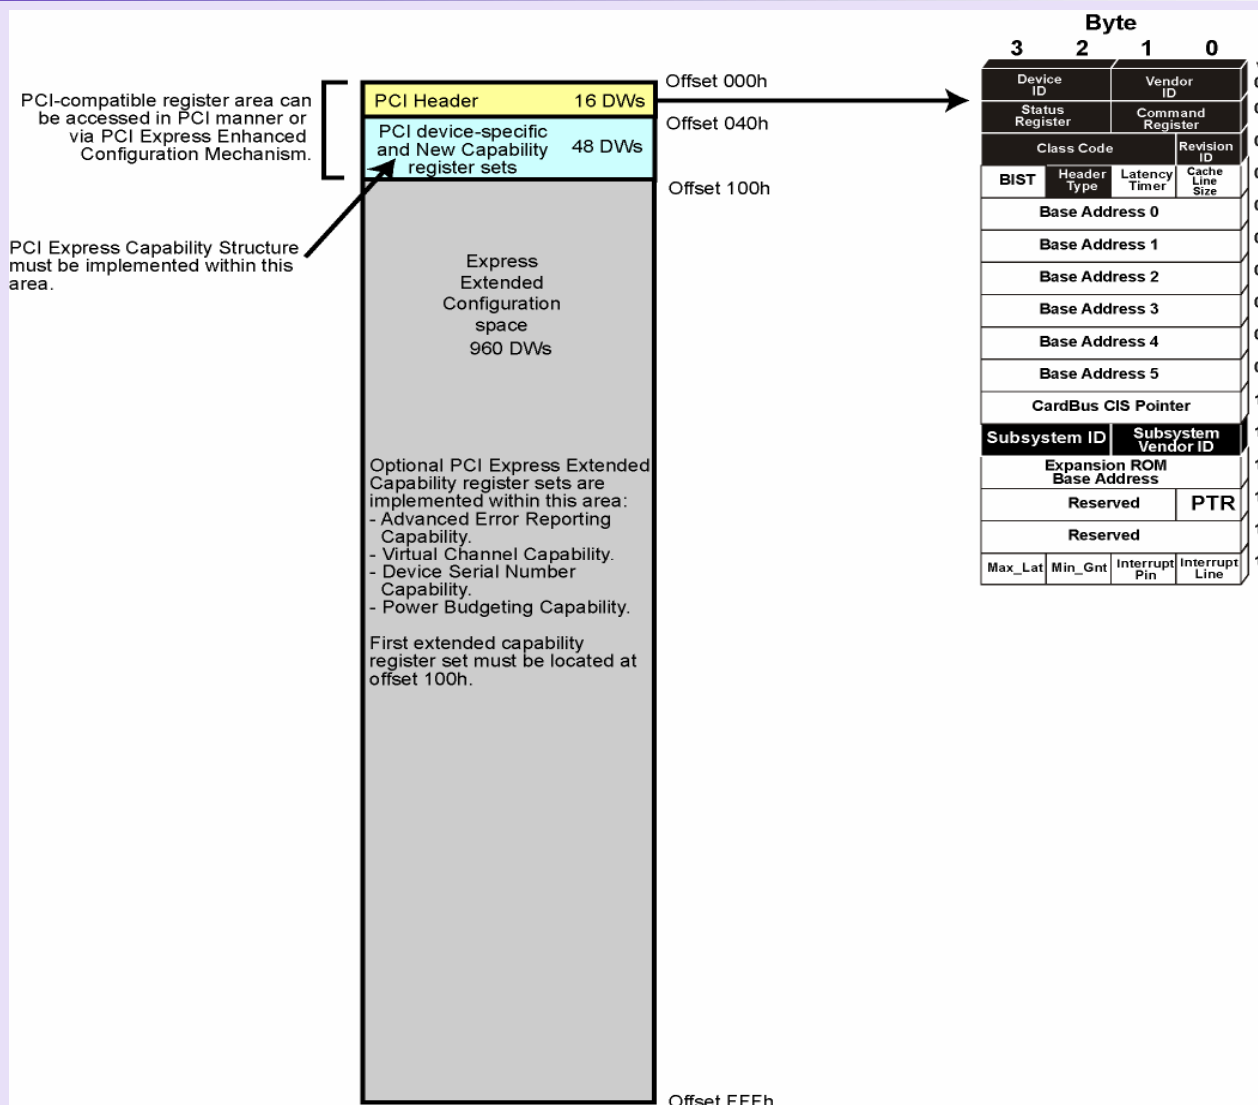 Byte
3 2 1 0
PCI-compatible register area can
be accessed in PCI manner or
via PCI Express Enhanced
Configuration Mechanism.
PCI Express Capability Structure
must be implemented within this
area.
PCI Header 16 DWs
PCI device-specific
and New Capability
register sets
48 DWs
Offset 000h
Offset 040h
Offset 100h
Express
Extended
Configuration
space
960 DWs
Optional PCI Express Extended
Capability register sets are
implemented within this area:
- Advanced Error Reporting
Capability.
- Virtual Channel Capability.
- Device Serial Number
Capability.
- Power Budgeting Capability.
First extended capability
register set must be located at
offset 100h.
Offset FFFh
Device
ID
Vendor
ID
Status
Register
Command
Register
Class Code
Revision
ID
BIST
Header
Type
Latency
Timer
Cache
Line
Size
Base Address 0
Base Address 1
Base Address 2
Base Address 3
Base Address 4
Base Address 5
CardBus CIS Pointer
Subsystem ID
Subsystem
Vendor ID
Expansion ROM
Base Address
Reserved
PTR
Reserved
Max_Lat
Min_Gnt
Interrupt
Pin
Interrupt
Line